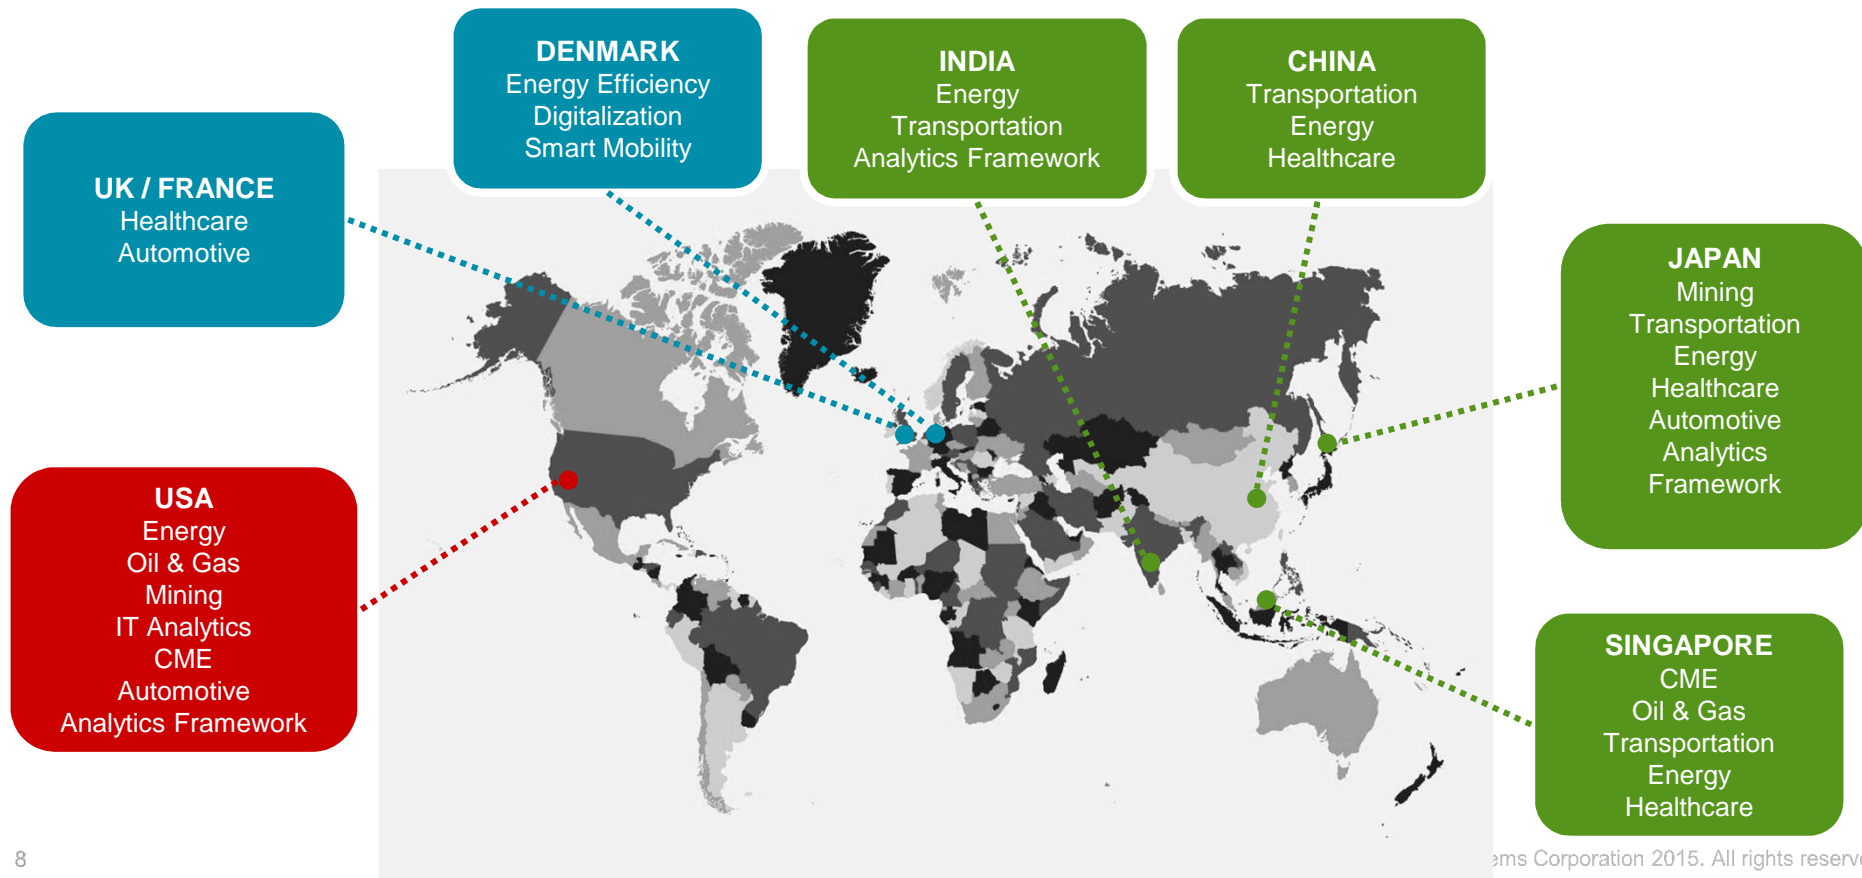 DENMARK
Energy Efficiency
Digitalization
Smart Mobility
INDIA
Energy
Transportation
Analytics Framework
CHINA
Transportation
Energy
Healthcare
UK / FRANCE
Healthcare
Automotive
JAPAN
Mining
Transportation
Energy
Healthcare
Automotive
Analytics
Framework
USA
Energy
Oil & Gas
Mining
IT Analytics
CME
Automotive
Analytics Framework
SINGAPORE
CME
Oil & Gas
Transportation
Energy
Healthcare
8
ems Corporation 2015. All rights reserve